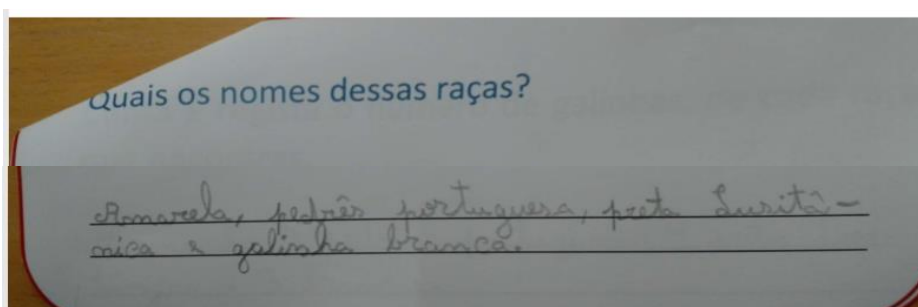 Quais os nomes dessas raças?
Amarela, pedrês portuguesa, preta Lusitâ-
nica e galinha branca.